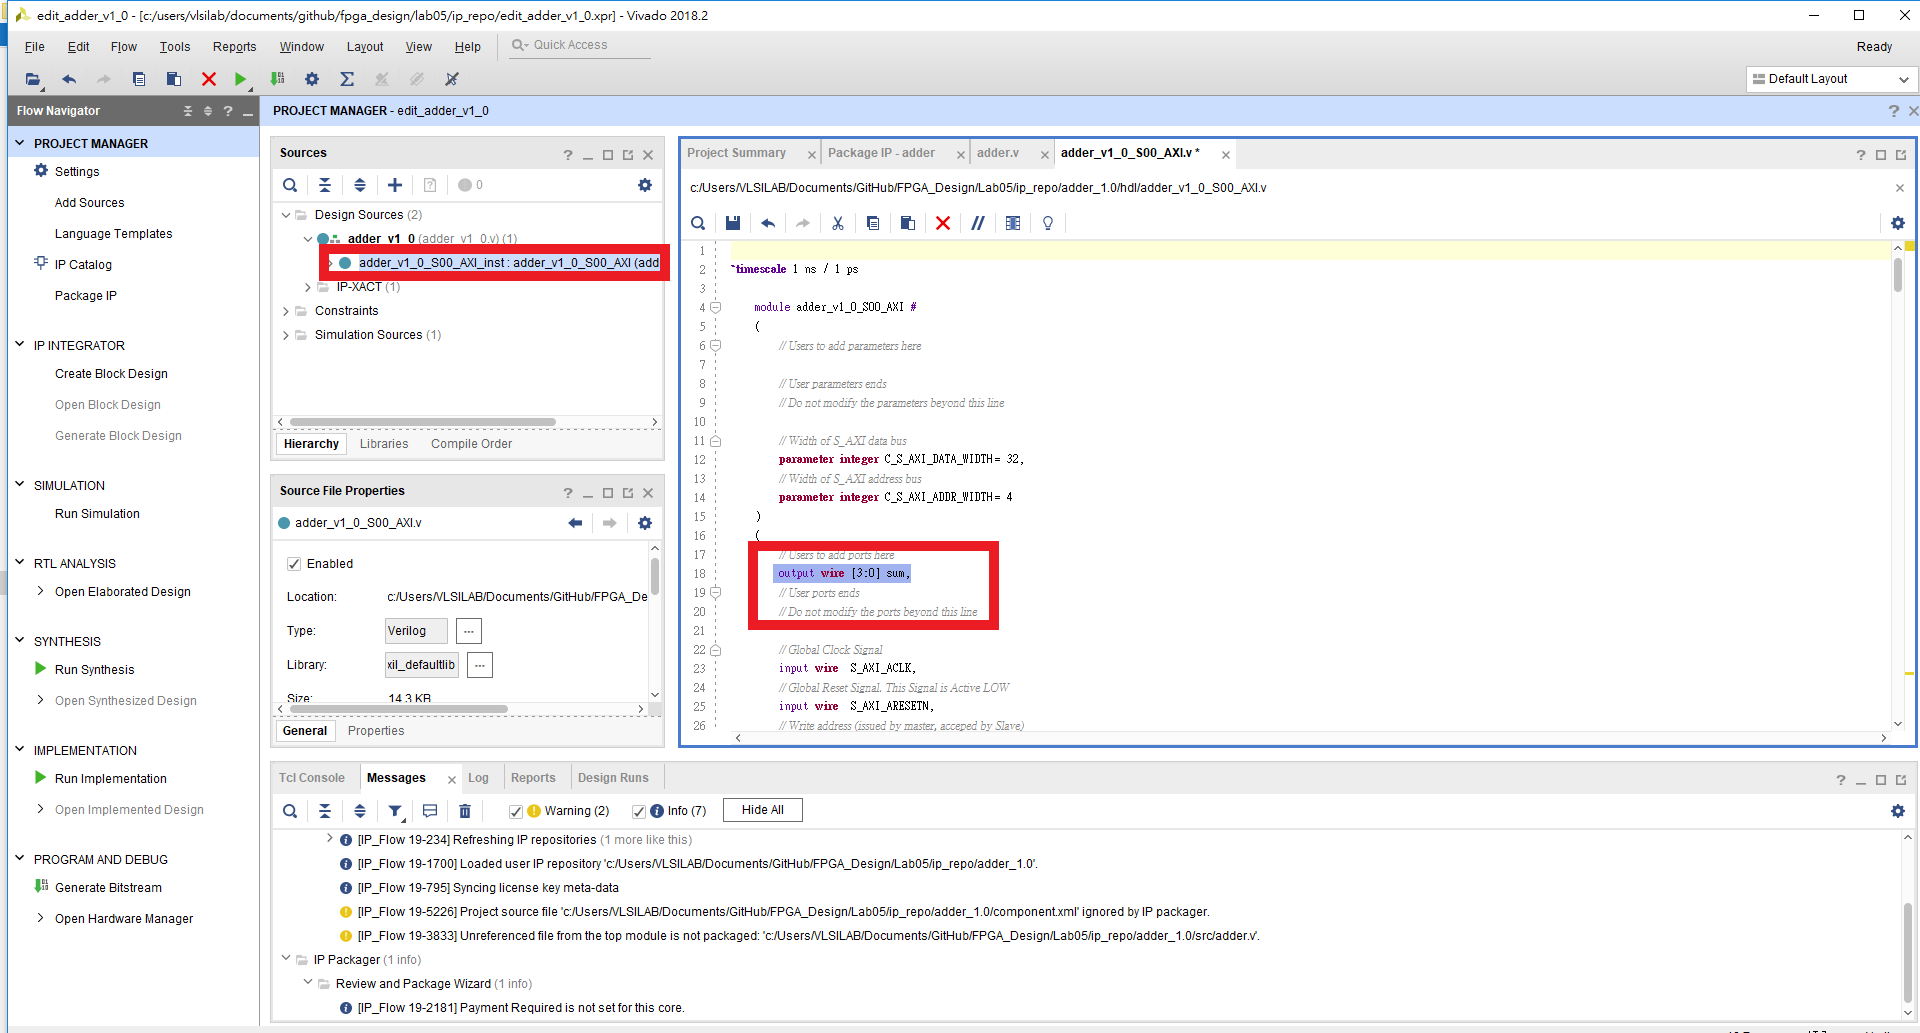 edit_adder_v1_0 - [c:/users/vlsilab/documents/github/fpga_design/lab05/ip_repo/edit_adder_v1_0.xpr] - Vivado 2018.2
File Edit Flow Tools Reports Window Layout View Help Quick Access
Ready
Default Layout
Flow Navigator
PROJECT MANAGER - edit_adder_v1_0
PROJECT MANAGER
Settings
Add Sources
Language Templates
IP Catalog
Package IP
IP INTEGRATOR
Create Block Design
Open Block Design
Generate Block Design
SIMULATION
Run Simulation
RTL ANALYSIS
Open Elaborated Design
SYNTHESIS
Run Synthesis
Open Synthesized Design
IMPLEMENTATION
Run Implementation
Open Implemented Design
PROGRAM AND DEBUG
Generate Bitstream
Open Hardware Manager
Sources
0
Design Sources (2)
adder_v1_0 (adder_v1_0.v) (1)
adder_v1_0_S00_AXI_inst : adder_v1_0_S00_AXI (add
IP-XACT (1)
Constraints
Simulation Sources (1)
Hierarchy Libraries Compile Order
Source File Properties
adder_v1_0_S00_AXI.v
Enabled
Location: c:/Users/VLSILAB/Documents/GitHub/FPGA_De
Type: Verilog ...
Library: xil_defaultlib ...
Size: 14.3 KB
General Properties
Project Summary Package IP - adder adder.v adder_v1_0_S00_AXI.v *
c:/Users/VLSILAB/Documents/GitHub/FPGA_Design/Lab05/ip_repo/adder_1.0/hdl/adder_v1_0_S00_AXI.v
1
2 `timescale 1 ns / 1 ps
3
4 module adder_v1_0_S00_AXI #
5 (
6 // Users to add parameters here
7
8 // User parameters ends
9 // Do not modify the parameters beyond this line
10
11 // Width of S_AXI data bus
12 parameter integer C_S_AXI_DATA_WIDTH= 32,
13 // Width of S_AXI address bus
14 parameter integer C_S_AXI_ADDR_WIDTH= 4
15 )
16 (
17 // Users to add ports here
18 output wire [3:0] sum,
19 // User ports ends
20 // Do not modify the ports beyond this line
21
22 // Global Clock Signal
23 input wire S_AXI_ACLK,
24 // Global Reset Signal. This Signal is Active LOW
25 input wire S_AXI_ARESETN,
26 // Write address (issued by master, acceped by Slave)
Tcl Console Messages Log Reports Design Runs
Warning (2) Info (7) Hide All
[IP_Flow 19-234] Refreshing IP repositories (1 more like this)
[IP_Flow 19-1700] Loaded user IP repository 'c:/Users/VLSILAB/Documents/GitHub/FPGA_Design/Lab05/ip_repo/adder_1.0'.
[IP_Flow 19-795] Syncing license key meta-data
[IP_Flow 19-5226] Project source file 'c:/Users/VLSILAB/Documents/GitHub/FPGA_Design/Lab05/ip_repo/adder_1.0/component.xml' ignored by IP packager.
[IP_Flow 19-3833] Unreferenced file from the top module is not packaged: 'c:/Users/VLSILAB/Documents/GitHub/FPGA_Design/Lab05/ip_repo/adder_1.0/src/adder.v'.
IP Packager (1 info)
Review and Package Wizard (1 info)
[IP_Flow 19-2181] Payment Required is not set for this core.